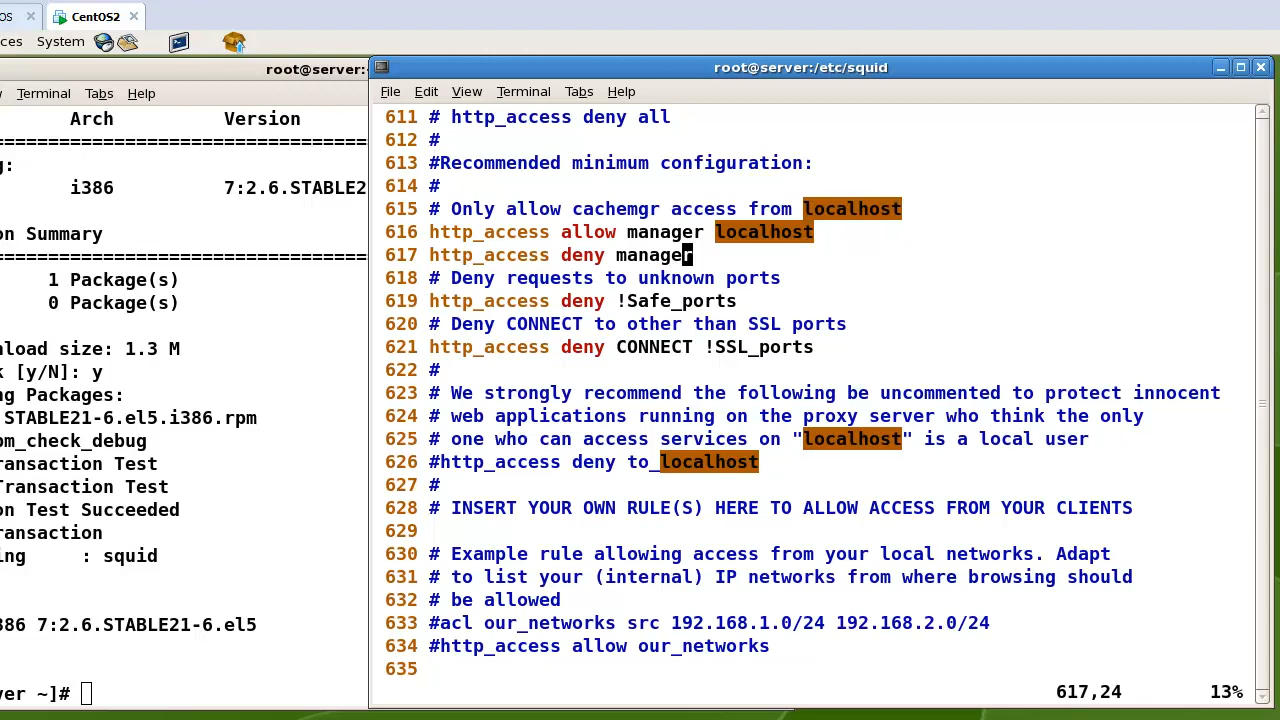 OS
CentOS2
ces System
root@server:
Terminal Tabs Help
Arch Version
=================================
g:
i386 7:2.6.STABLE2
on Summary
=================================
1 Package(s)
0 Package(s)
nload size: 1.3 M
k [y/N]: y
ng Packages:
STABLE21-6.el5.i386.rpm
pm_check_debug
ransaction Test
Transaction Test
on Test Succeeded
ransaction
ing : squid
386 7:2.6.STABLE21-6.el5
ver ~]#
root@server:/etc/squid
File Edit View Terminal Tabs Help
611 # http_access deny all
612 #
613 #Recommended minimum configuration:
614 #
615 # Only allow cachemgr access from localhost
616 http_access allow manager localhost
617 http_access deny manager
618 # Deny requests to unknown ports
619 http_access deny !Safe_ports
620 # Deny CONNECT to other than SSL ports
621 http_access deny CONNECT !SSL_ports
622 #
623 # We strongly recommend the following be uncommented to protect innocent
624 # web applications running on the proxy server who think the only
625 # one who can access services on "localhost" is a local user
626 #http_access deny to_localhost
627 #
628 # INSERT YOUR OWN RULE(S) HERE TO ALLOW ACCESS FROM YOUR CLIENTS
629
630 # Example rule allowing access from your local networks. Adapt
631 # to list your (internal) IP networks from where browsing should
632 # be allowed
633 #acl our_networks src 192.168.1.0/24 192.168.2.0/24
634 #http_access allow our_networks
635
617,24 13%